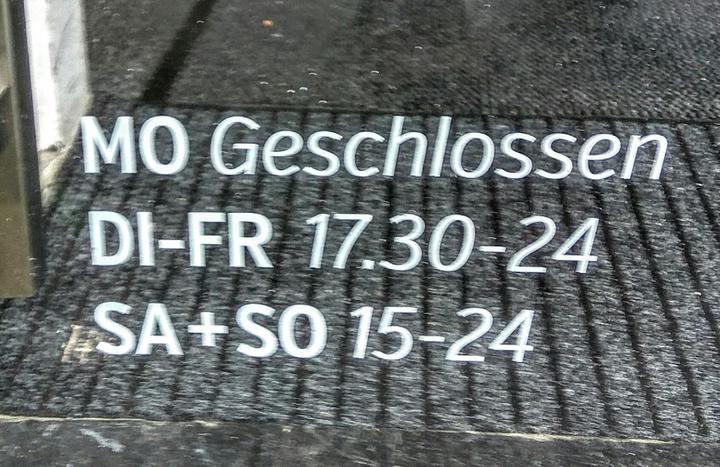 MO Geschlossen
DI-FR 17.30-24
SA+SO 15-24